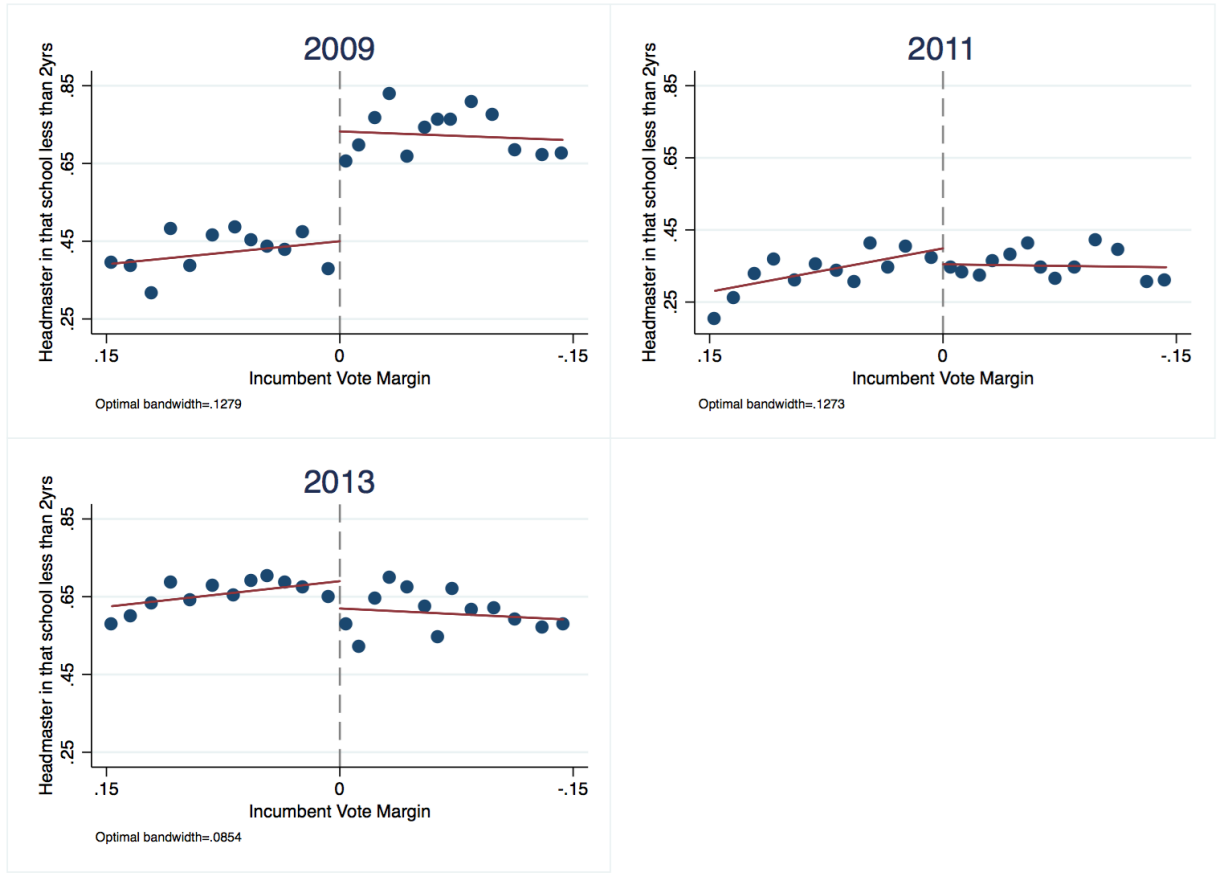 2009
Headmaster in that school less than 2yrs
.85
.65
.45
.25
.15 0 -.15
Incumbent Vote Margin
Optimal bandwidth=.1279
2011
Headmaster in that school less than 2yrs
.85
.65
.45
.25
.15 0 -.15
Incumbent Vote Margin
Optimal bandwidth=.1273
2013
Headmaster in that school less than 2yrs
.85
.65
.45
.25
.15 0 -.15
Incumbent Vote Margin
Optimal bandwidth=.0854